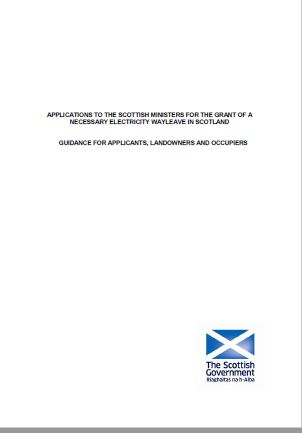 APPLICATIONS TO THE SCOTTISH MINISTERS FOR THE GRANT OF A
NECESSARY ELECTRICITY WAYLEAVE IN SCOTLAND
GUIDANCE FOR APPLICANTS, LANDOWNERS AND OCCUPIERS
The Scottish
Government
Riaghaltas na h-Alba